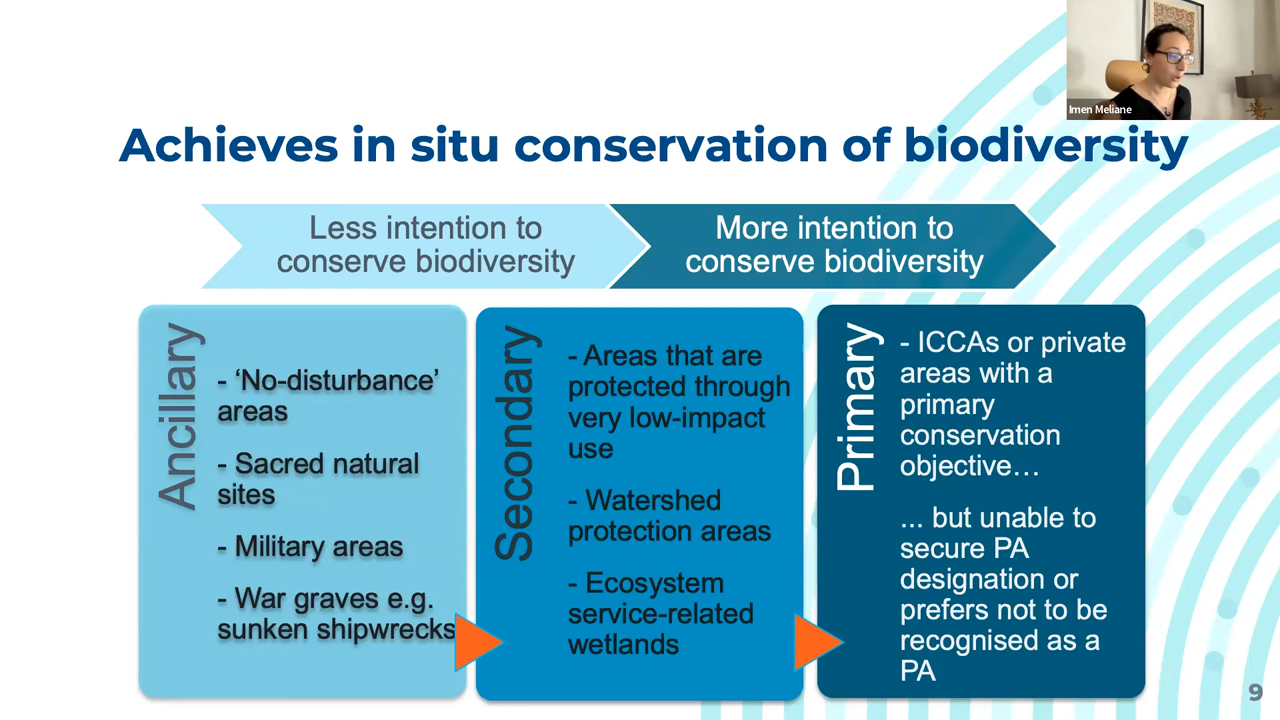 Imen Meliane
Achieves in situ conservation of biodiversity
Less intention to
conserve biodiversity
More intention to
conserve biodiversity
Ancillary
- ‘No-disturbance’
areas
- Sacred natural
sites
- Military areas
- War graves e.g.
sunken shipwrecks
Secondary
- Areas that are
protected through
very low-impact
use
- Watershed
protection areas
- Ecosystem
service-related
wetlands
Primary
- ICCAs or private
areas with a
primary
conservation
objective…
... but unable to
secure PA
designation or
prefers not to be
recognised as a
PA
9